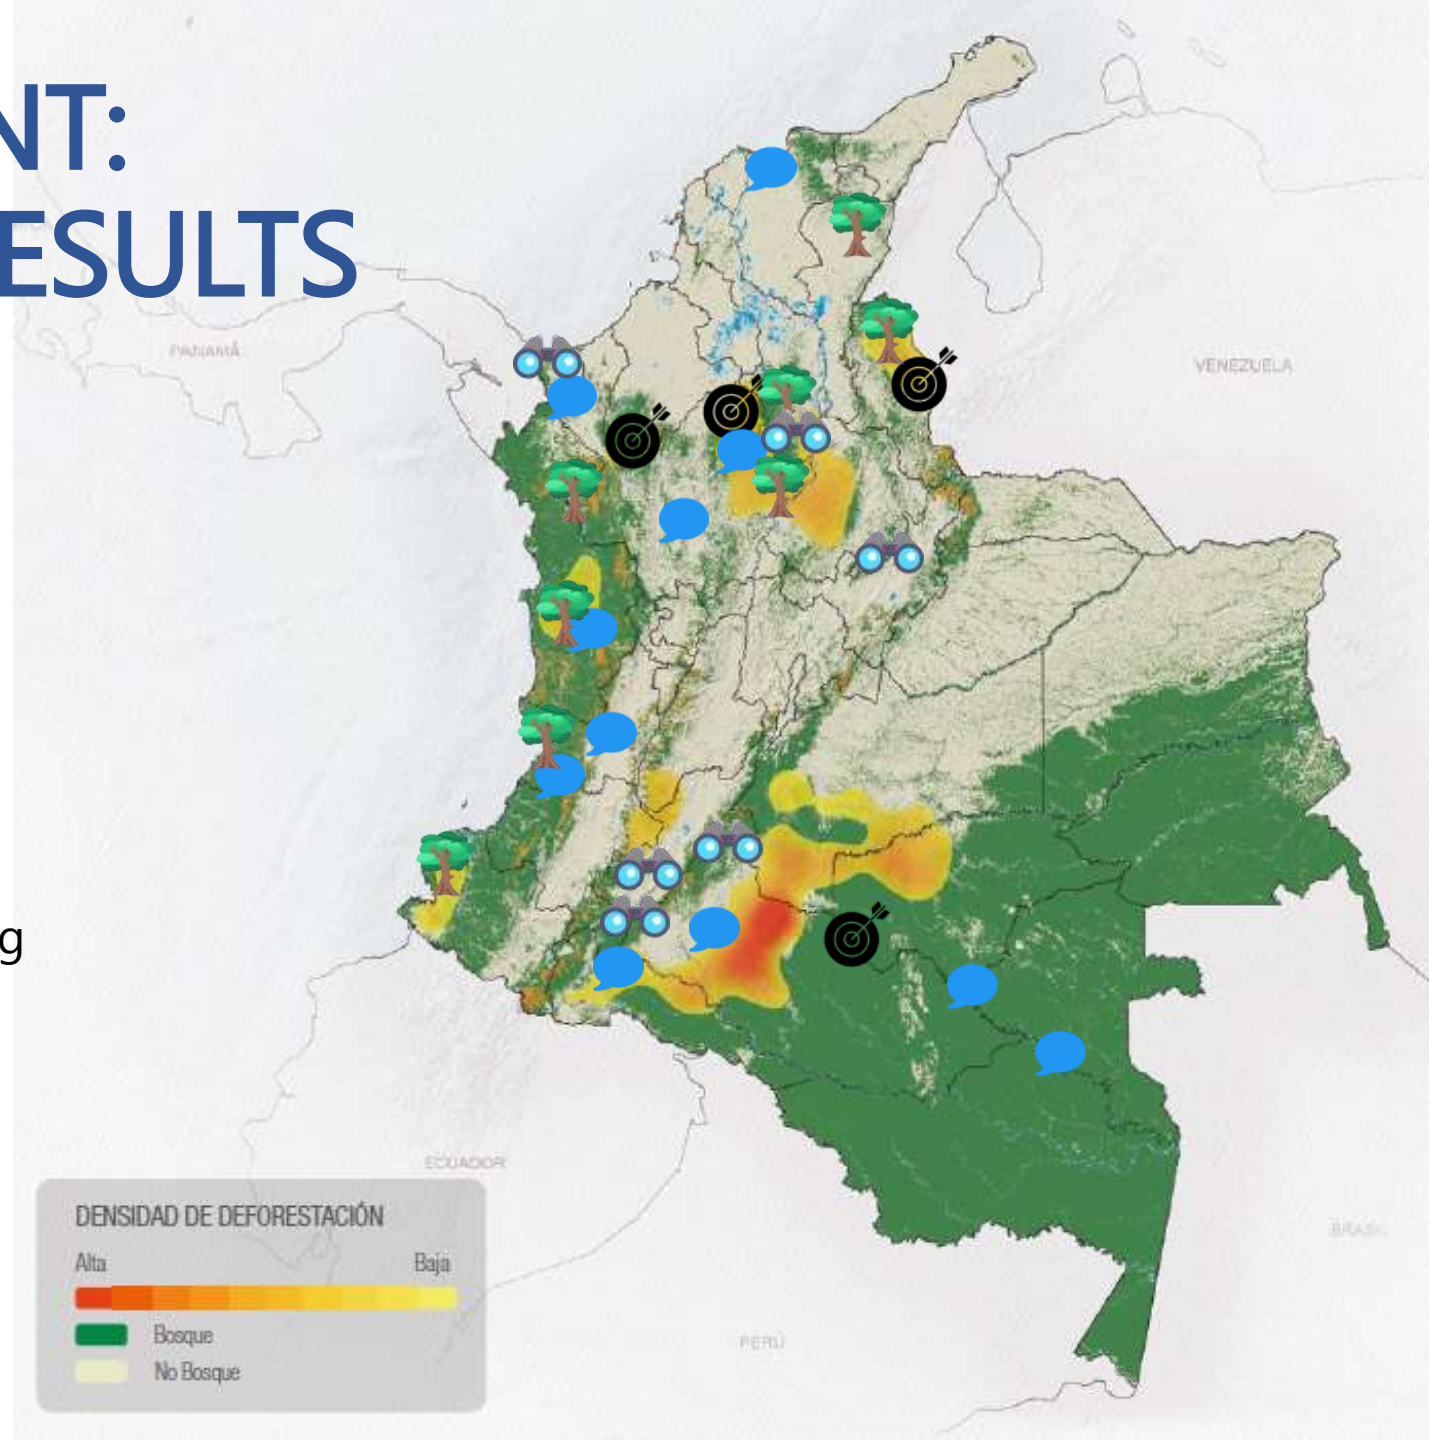 NT:
ESULTS
PANAMÁ
VENEZUELA
g
ECUADOR
DENSIDAD DE DEFORESTACIÓN
Alta Baja
Bosque
No Bosque
BRASIL
PERÚ